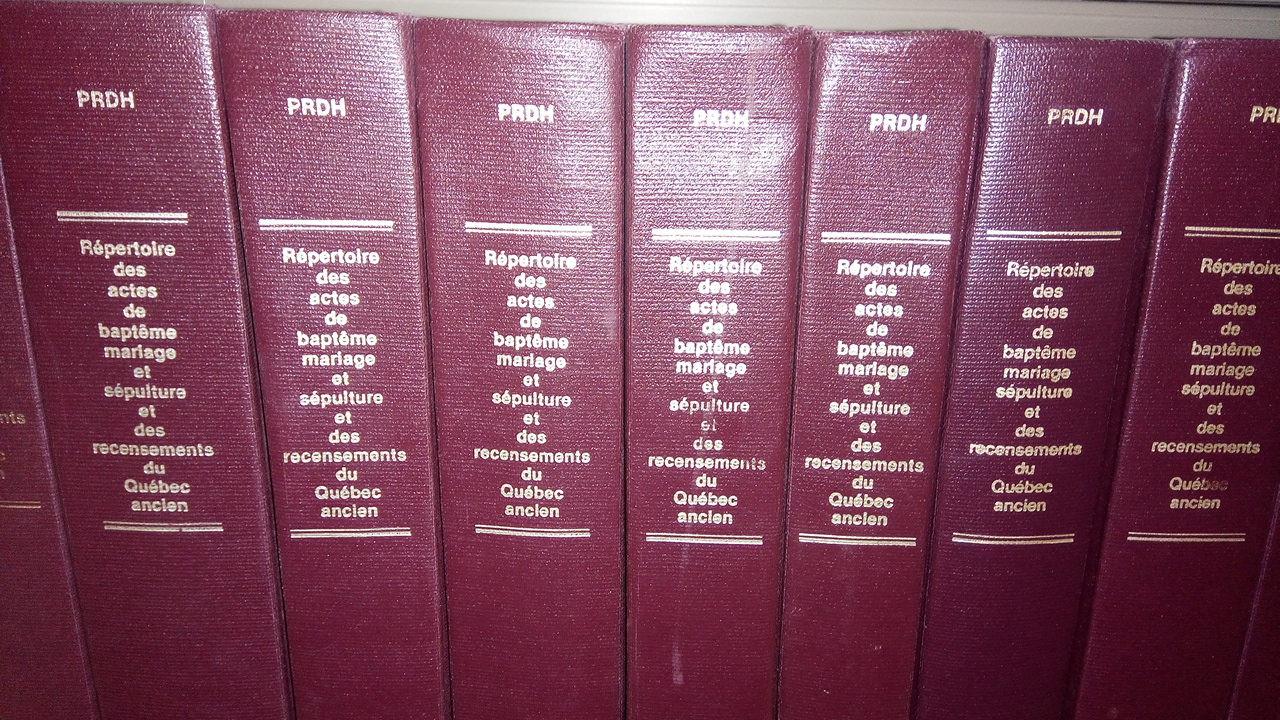 PRDH
Répertoire
des
actes
de
baptême
mariage
et
sépulture
et
des
recensements
du
Québec
ancien
PRDH
Répertoire
des
actes
de
baptême
mariage
et
sépulture
et
des
recensements
du
Québec
ancien
PRDH
Répertoire
des
actes
de
baptême
mariage
et
sépulture
et
des
recensements
du
Québec
ancien
PRDH
Répertoire
des
actes
de
baptême
mariage
et
sépulture
et
des
recensements
du
Québec
ancien
PRDH
Répertoire
des
actes
de
baptême
mariage
et
sépulture
et
des
recensements
du
Québec
ancien
PRDH
Répertoire
des
actes
de
baptême
mariage
sépulture
et
des
recensements
du
Québec
ancien
Répertoire
des
actes
de
baptême
mariage
sépulture
et
des
recensements
du
Québec
ancien